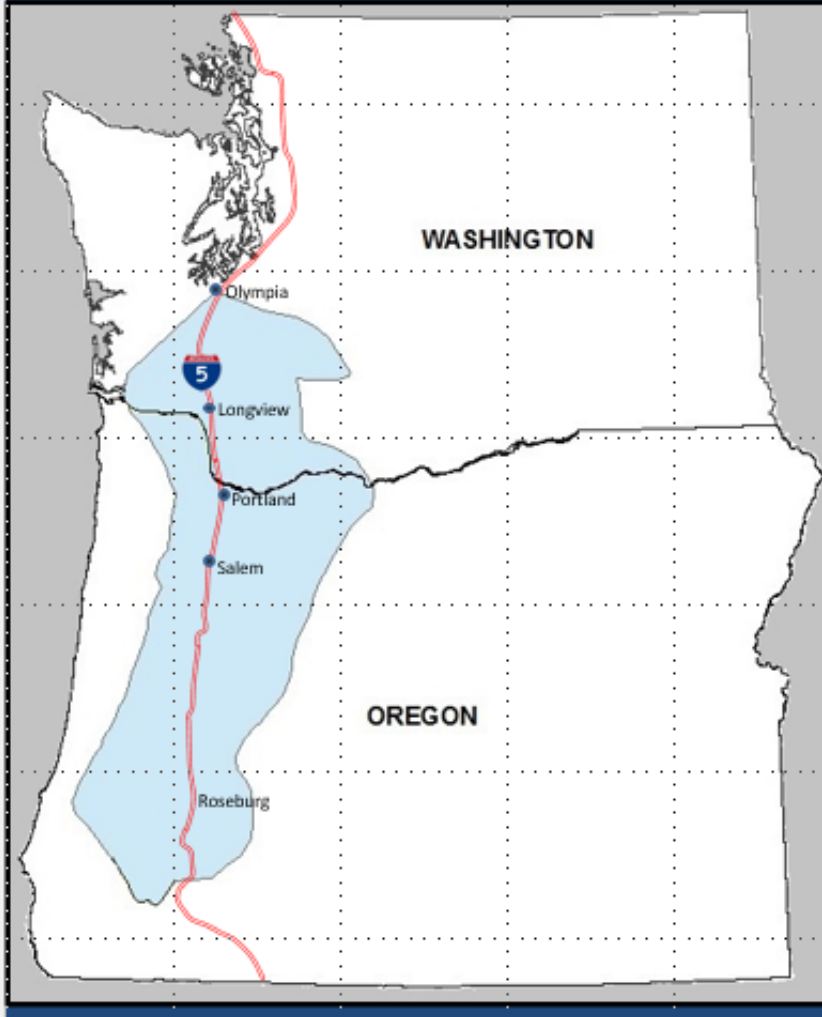 WASHINGTON
Olympia
5
Longview
Portland
Salem
OREGON
Roseburg